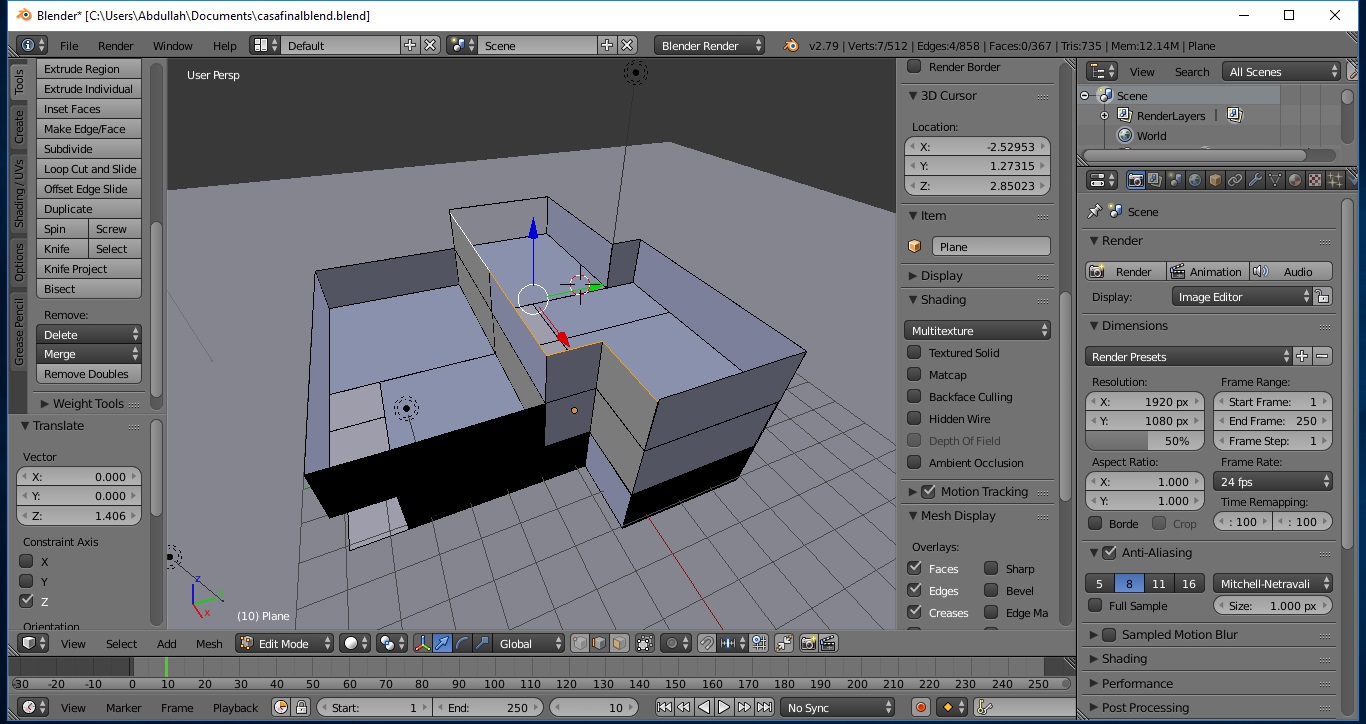 Blender* [C:\Users\Abdullah\Documents\casafinalblend.blend]
File Render Window Help Default Scene Blender Render v2.79 | Verts:7/512 | Edges:4/858 | Faces:0/367 | Tris:735 | Mem:12.14M | Plane
Tools
Create
Shading / UVs
Options
Grease Pencil
Extrude Region
Extrude Individual
Inset Faces
Make Edge/Face
Subdivide
Loop Cut and Slide
Offset Edge Slide
Duplicate
Spin Screw
Knife Select
Knife Project
Bisect
Remove:
Delete
Merge
Remove Doubles
Weight Tools
Translate
Vector
X: 0.000
Y: 0.000
Z: 1.406
Constraint Axis
X
Y
Z
Orientation
User Persp
z
y
x
(10) Plane
Render Border
3D Cursor
Location:
X: -2.52953
Y: 1.27315
Z: 2.85023
Item
Plane
Display
Shading
Multitexture
Textured Solid
Matcap
Backface Culling
Hidden Wire
Depth Of Field
Ambient Occlusion
Motion Tracking
Mesh Display
Overlays:
Faces Sharp
Edges Bevel
Creases Edge Ma
View Search All Scenes
Scene
RenderLayers |
World
Scene
Render
Render Animation Audio
Display: Image Editor
Dimensions
Render Presets
Resolution: Frame Range:
X: 1920 px Start Frame: 1
Y: 1080 px End Frame: 250
50% Frame Step: 1
Aspect Ratio: Frame Rate:
X: 1.000 24 fps
Y: 1.000 Time Remapping:
Borde Crop : 100 : 100
Anti-Aliasing
5 8 11 16 Mitchell-Netravali
Full Sample Size: 1.000 px
Sampled Motion Blur
Shading
Performance
Post Processing
View Select Add Mesh Edit Mode Global
-30 -20 -10 0 10 20 30 40 50 60 70 80 90 100 110 120 130 140 150 160 170 180 190 200 210 220 230 240 250
View Marker Frame Playback Start: 1 End: 250 10 No Sync